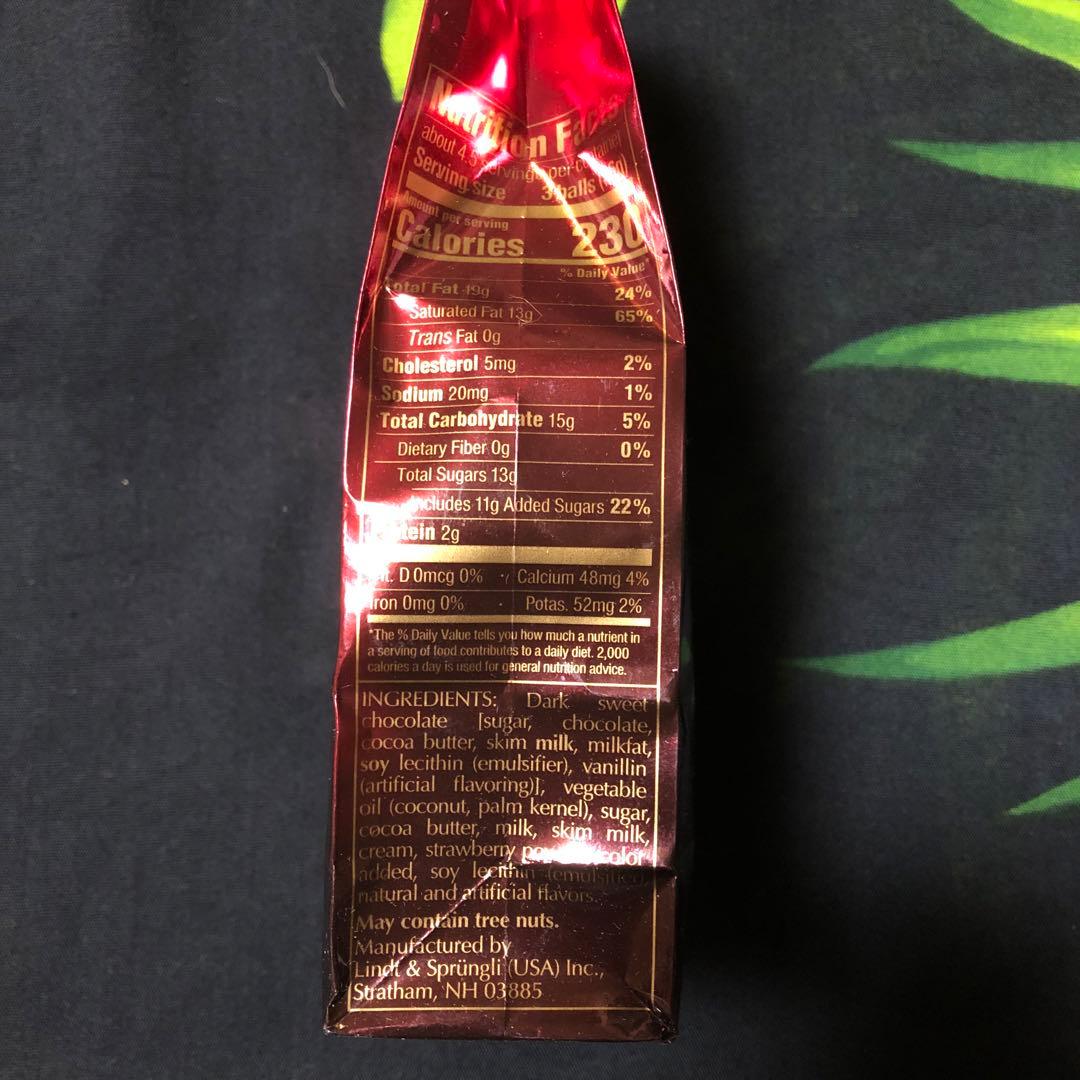 Nutrition Facts
about 4.5 servings per container
Serving size 3 balls
Amount per serving
Calories 230
% Daily Value*
Total Fat 19g 24%
Saturated Fat 13g 65%
Trans Fat 0g
Cholesterol 5mg 2%
Sodium 20mg 1%
Total Carbohydrate 15g 5%
Dietary Fiber 0g 0%
Total Sugars 13g
Includes 11g Added Sugars 22%
Protein 2g
Vit. D 0mcg 0% · Calcium 48mg 4%
Iron 0mg 0% · Potas. 52mg 2%
*The % Daily Value tells you how much a nutrient in
a serving of food contributes to a daily diet. 2,000
calories a day is used for general nutrition advice.
INGREDIENTS: Dark sweet
chocolate [sugar, chocolate,
cocoa butter, skim milk, milkfat,
soy lecithin (emulsifier), vanillin
(artificial flavoring)], vegetable
oil (coconut, palm kernel), sugar,
cocoa butter, milk, skim milk,
cream, strawberry color
added, soy lecithin (emulsifier)
natural and artificial flavors.
May contain tree nuts.
Manufactured by
Lindt & Sprüngli (USA) Inc.,
Stratham, NH 03885